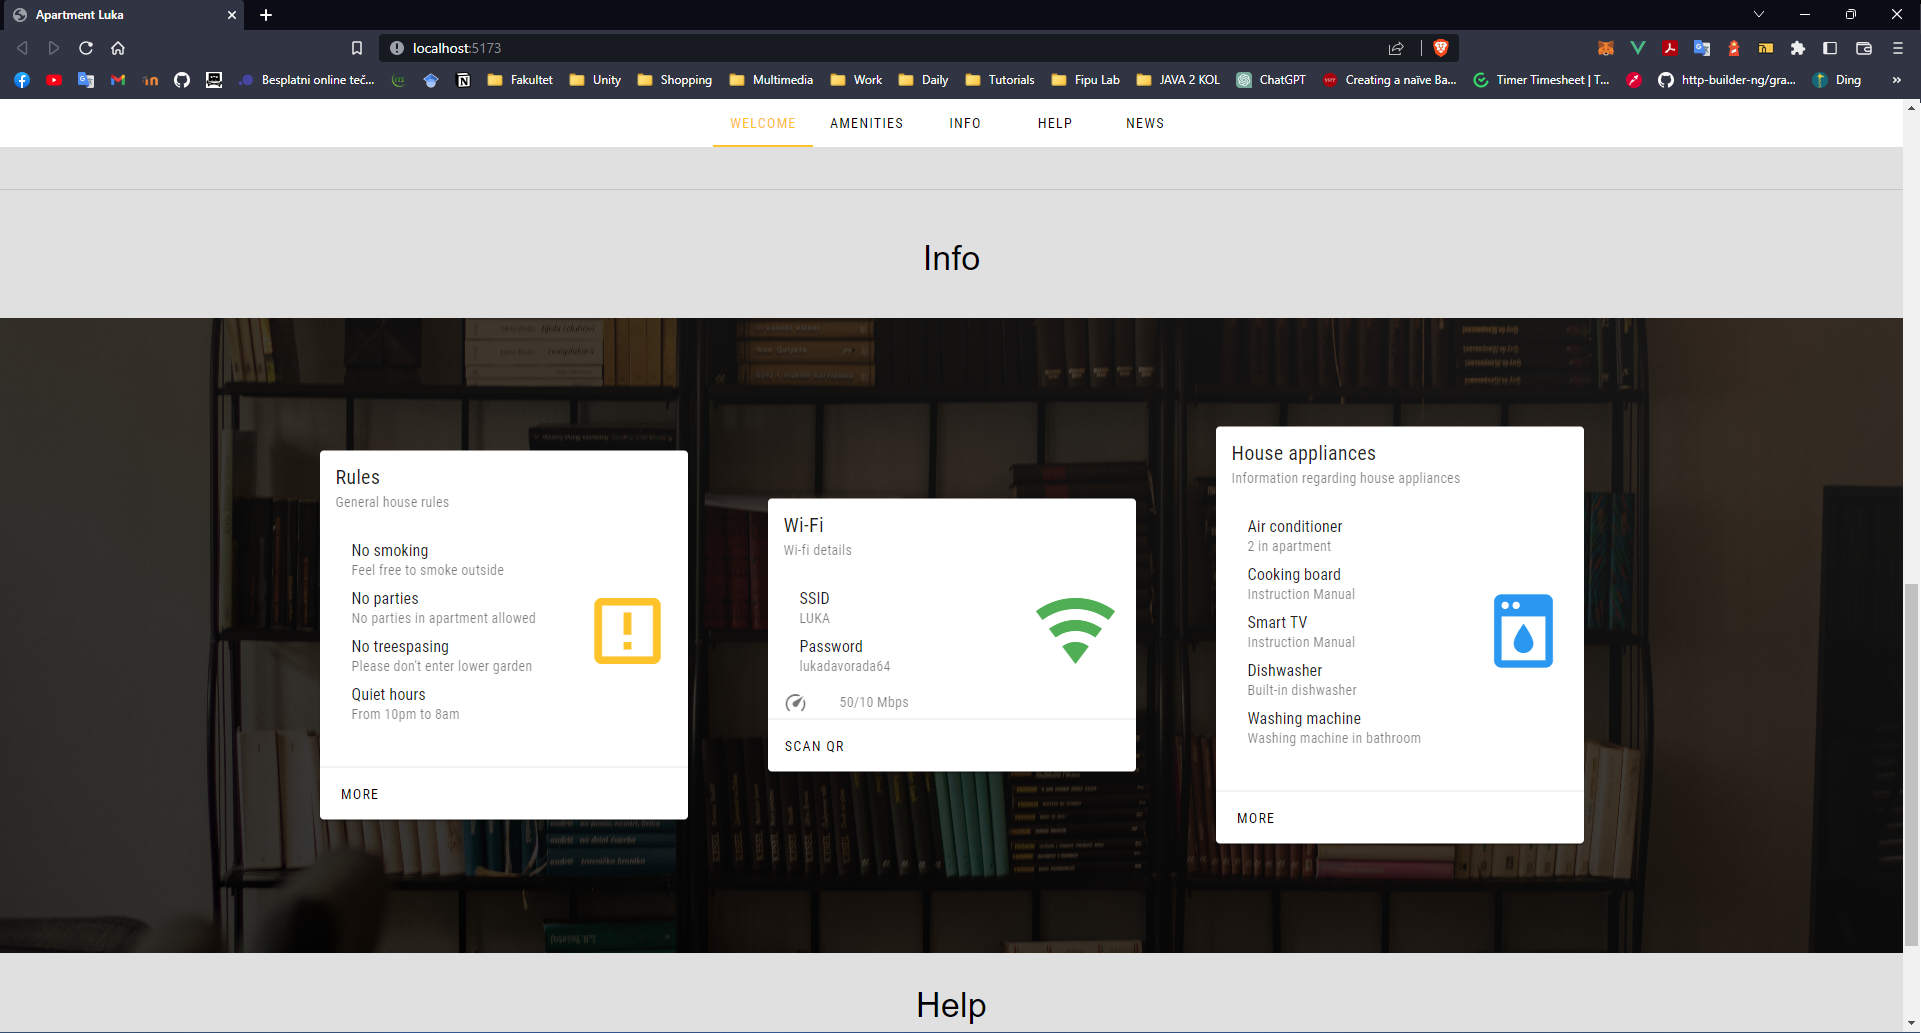 Apartment Luka
localhost:5173
Besplatni online teč... Fakultet Unity Shopping Multimedia Work Daily Tutorials Fipu Lab JAVA 2 KOL ChatGPT Creating a naïve Ba... Timer Timesheet | T... http-builder-ng/gra... Ding »
WELCOME AMENITIES INFO HELP NEWS
Info
Rules
General house rules
No smoking
Feel free to smoke outside
No parties
No parties in apartment allowed
No treespasing
Please don't enter lower garden
Quiet hours
From 10pm to 8am
MORE
Wi-Fi
Wi-fi details
SSID
LUKA
Password
lukadavorada64
50/10 Mbps
SCAN QR
House appliances
Information regarding house appliances
Air conditioner
2 in apartment
Cooking board
Instruction Manual
Smart TV
Instruction Manual
Dishwasher
Built-in dishwasher
Washing machine
Washing machine in bathroom
MORE
Help